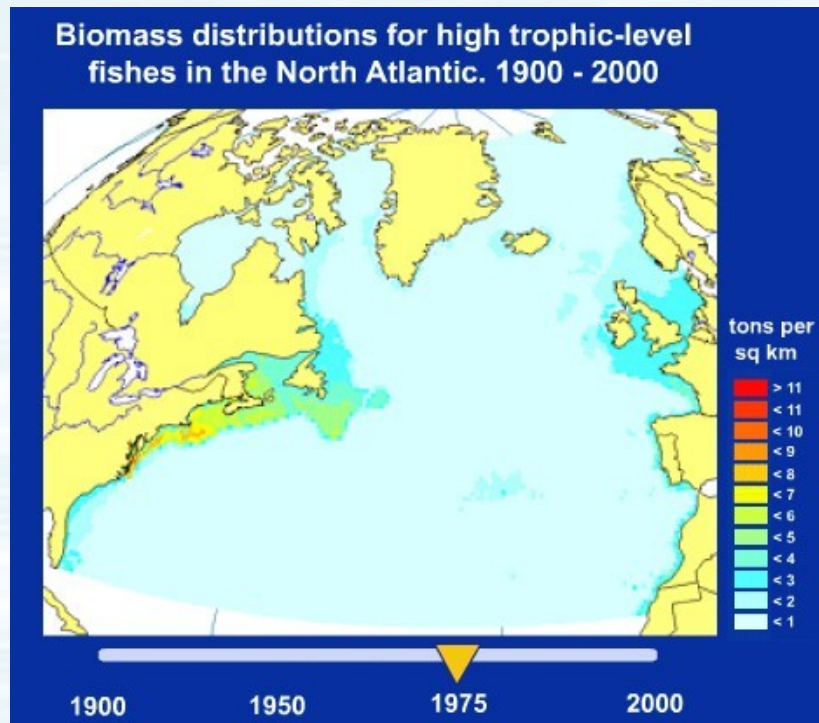 Biomass distributions for high trophic-level
fishes in the North Atlantic. 1900 - 2000
tons per
sq km
> 11
< 11
< 10
< 9
< 8
< 7
< 6
< 5
< 4
< 3
< 2
< 1
1900 1950 1975 2000